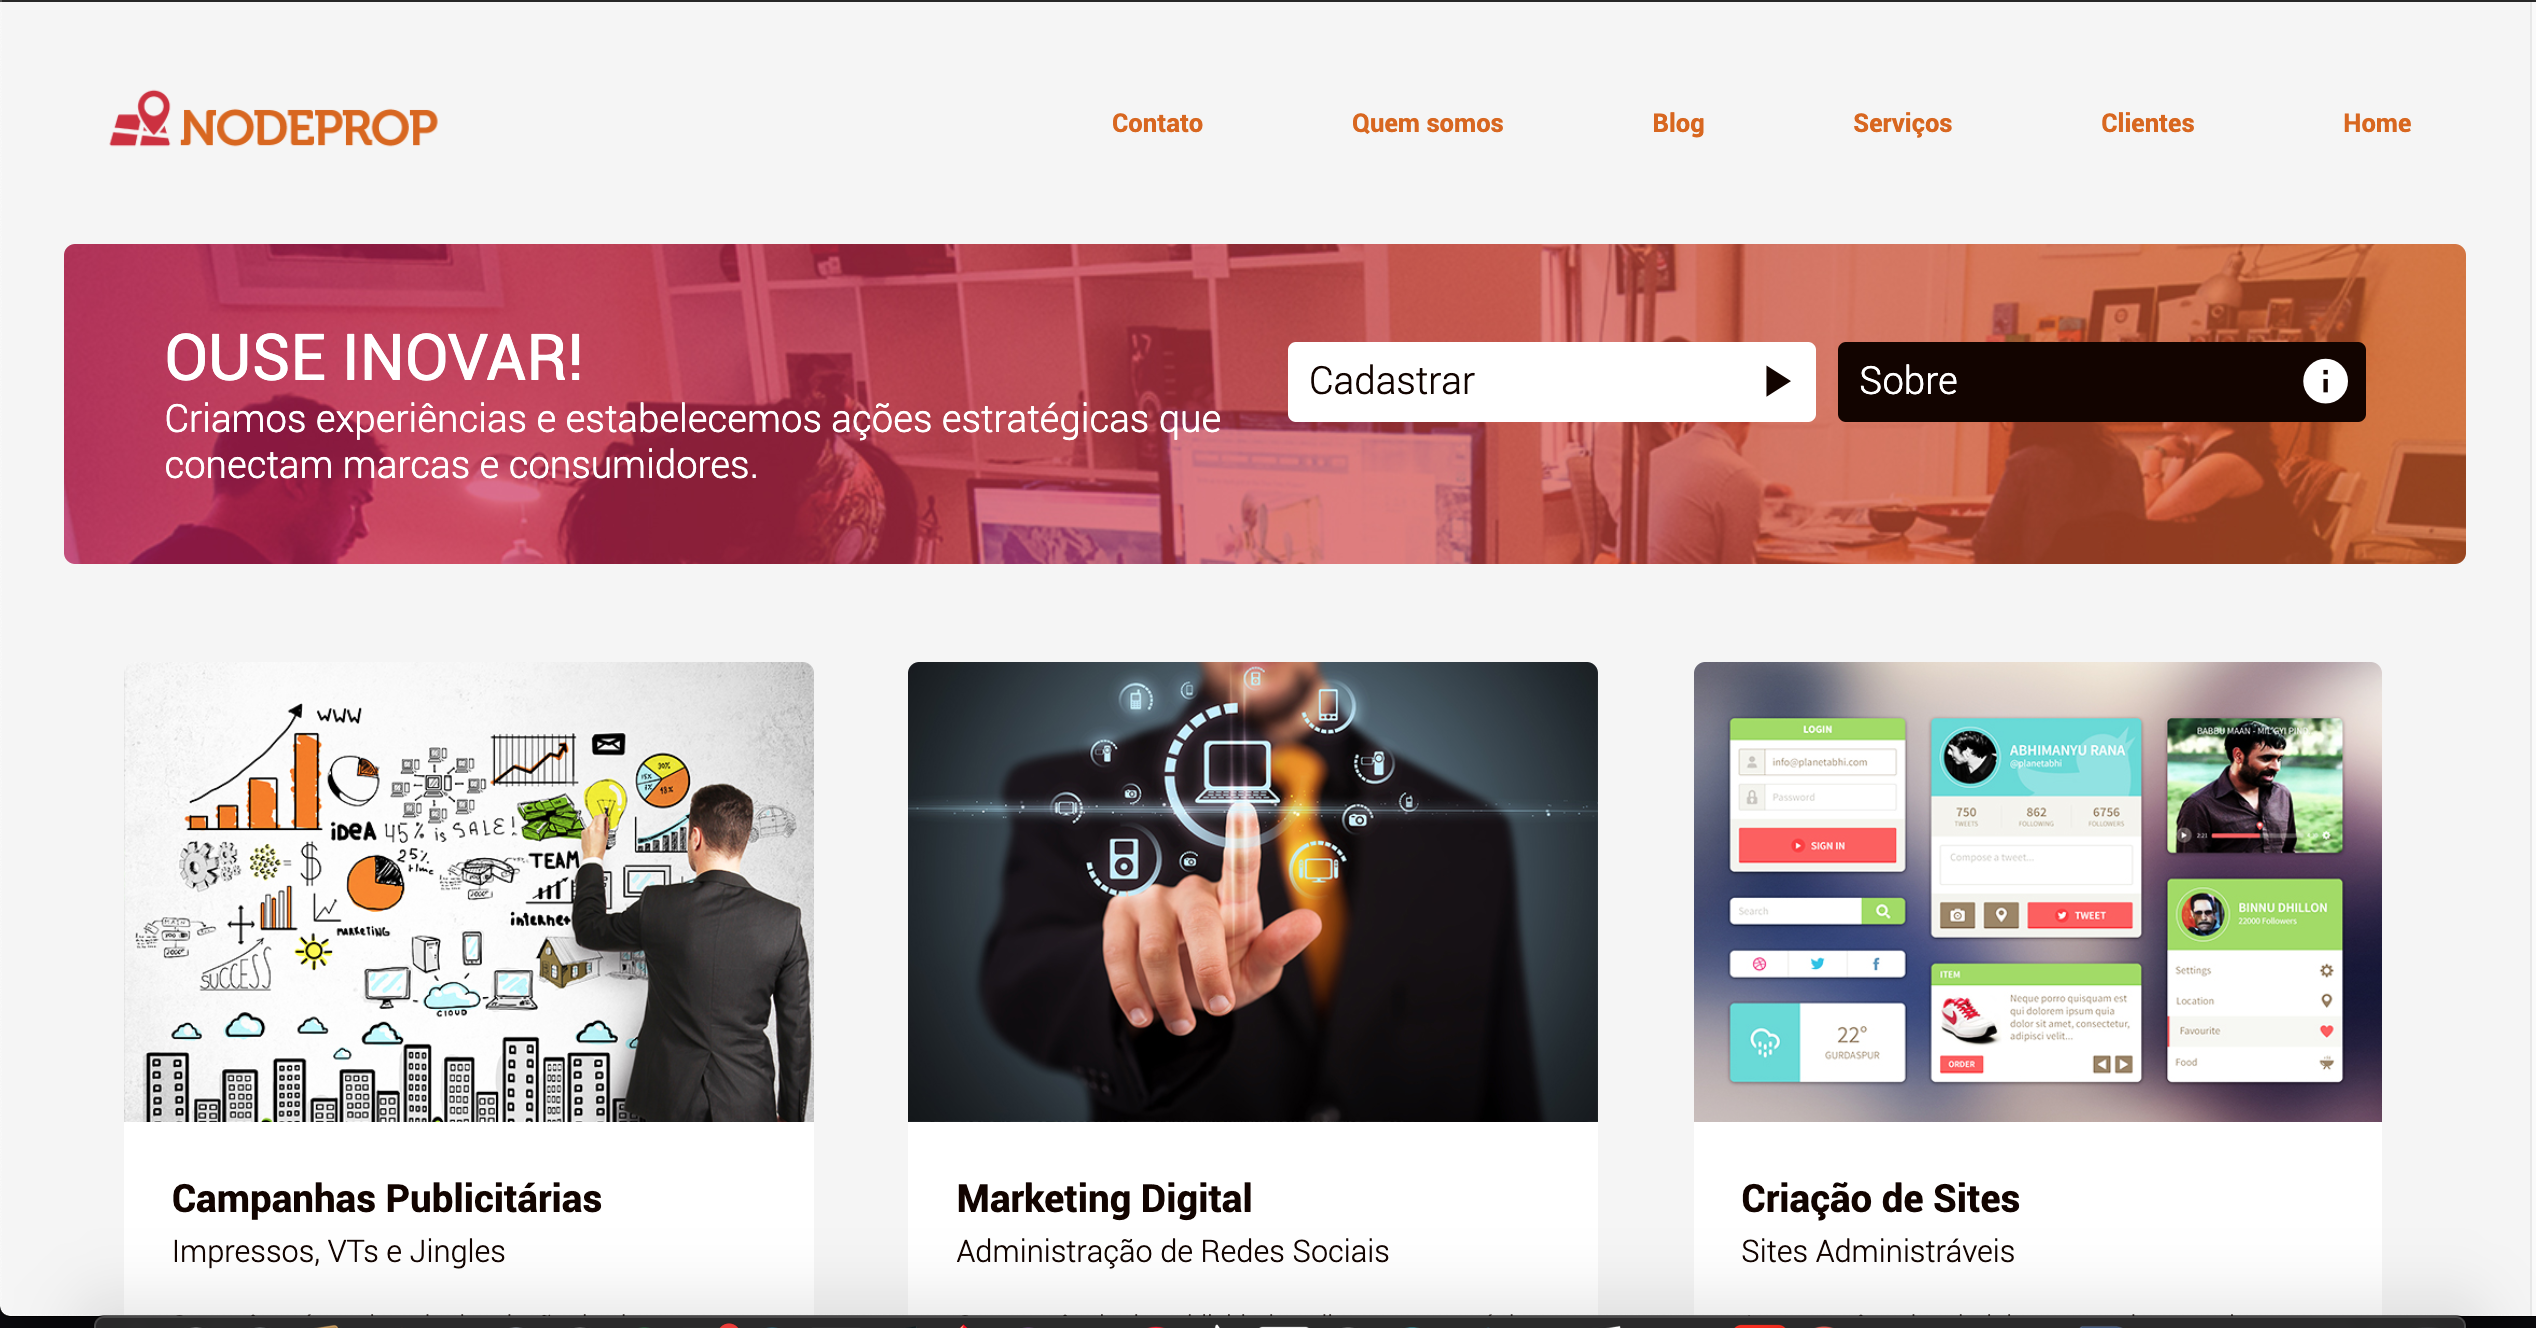 NODEPROP
Contato
Quem somos
Blog
Serviços
Clientes
Home
OUSE INOVAR!
Criamos experiências e estabelecemos ações estratégicas que
conectam marcas e consumidores.
Cadastrar
Sobre
WWW
30%
15%
IDEA
45% is SALE!
25%
TEAM
internet
MARKETING
SUCCESS
CLOUD
LOGIN
info@planetabhi.com
Password
SIGN IN
Search
22°
GURDASPUR
ABHIMANYU RANA
@planetabhi
750
862
6756
TWEETS
FOLLOWING
FOLLOWERS
Compose a tweet...
TWEET
ITEM
Neque porro quisquam est
qui dolorem ipsum quia
dolor sit amet, consectetur,
adipisci velit...
ORDER
BABBU MAAN -
2:21
BINNU DHILLON
22000 Followers
Settings
Location
Favourite
Food
Campanhas Publicitárias
Impressos, VTs e Jingles
Marketing Digital
Administração de Redes Sociais
Criação de Sites
Sites Administráveis